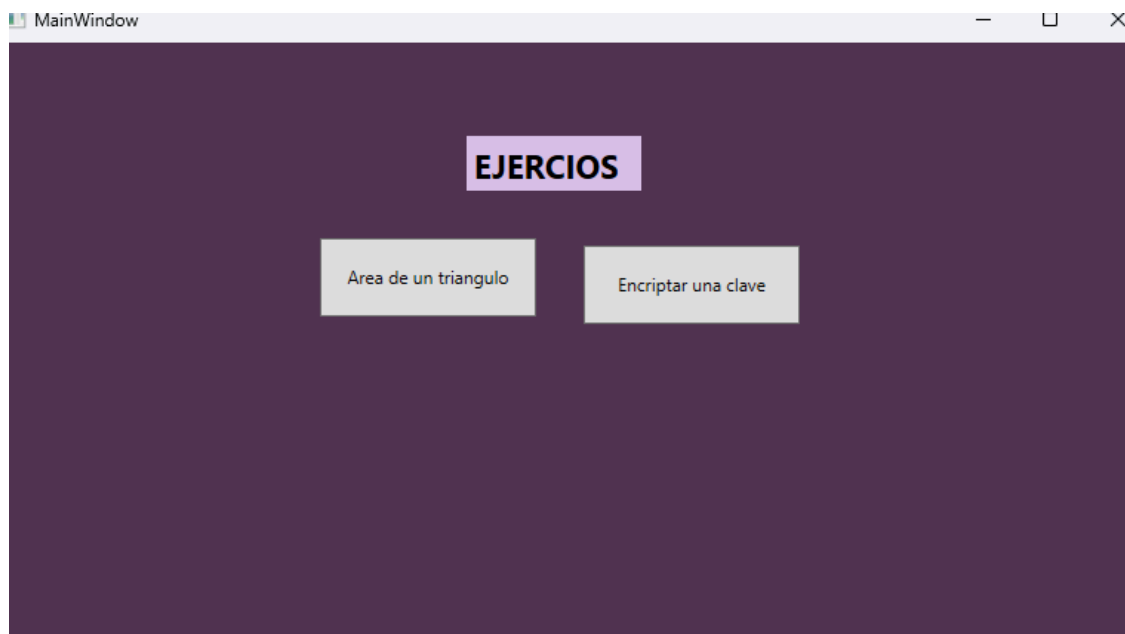 MainWindow
EJERCIOS
Area de un triangulo
Encriptar una clave